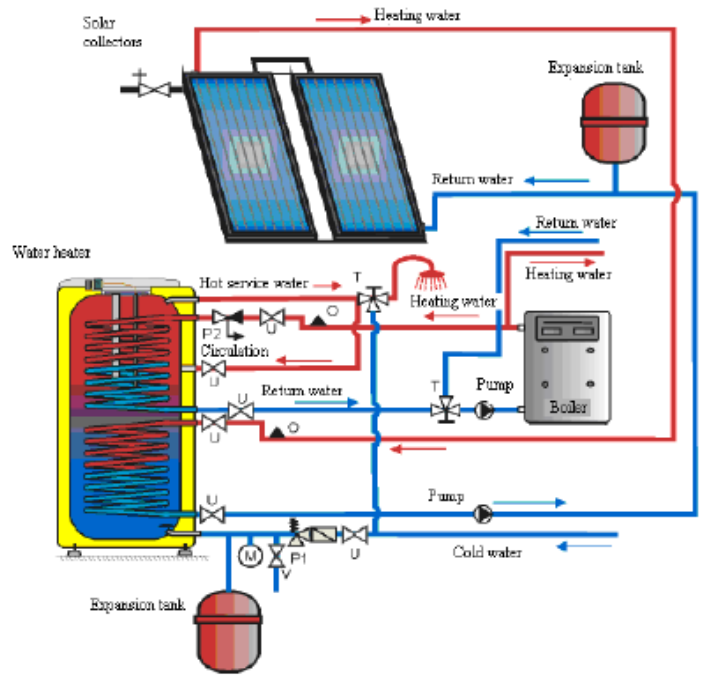 Heating water
Solar
collectors
Expansion tank
Return water
Return water
Water heater
Hot service water
T
Heating water
Heating water
O
P2
U
Circulation
U
Return water
U
T
Pump
Boiler
U
O
U
Pump
M
V
P1
U
Cold water
Expansion tank